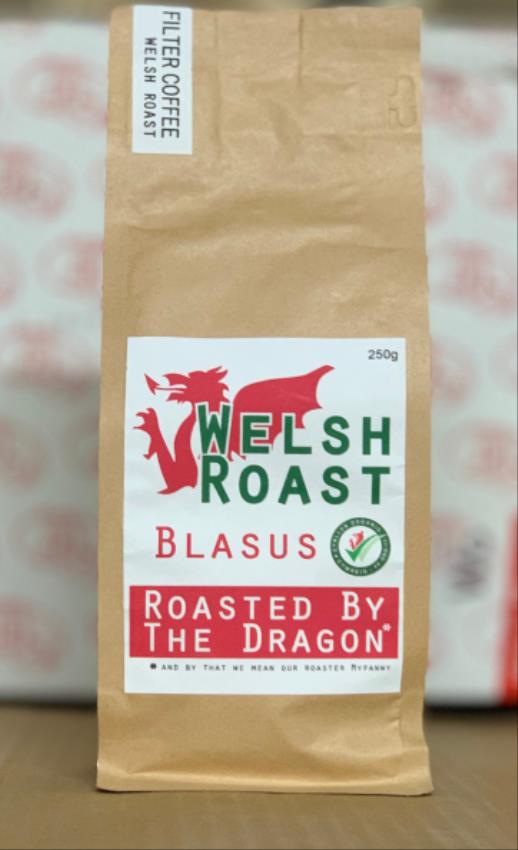 FILTER COFFEE
WELSH ROAST
250g
WELSH
ROAST
BLASUS
ROASTED BY
THE DRAGON*
* AND BY THAT WE MEAN OUR ROASTER MYFANWY